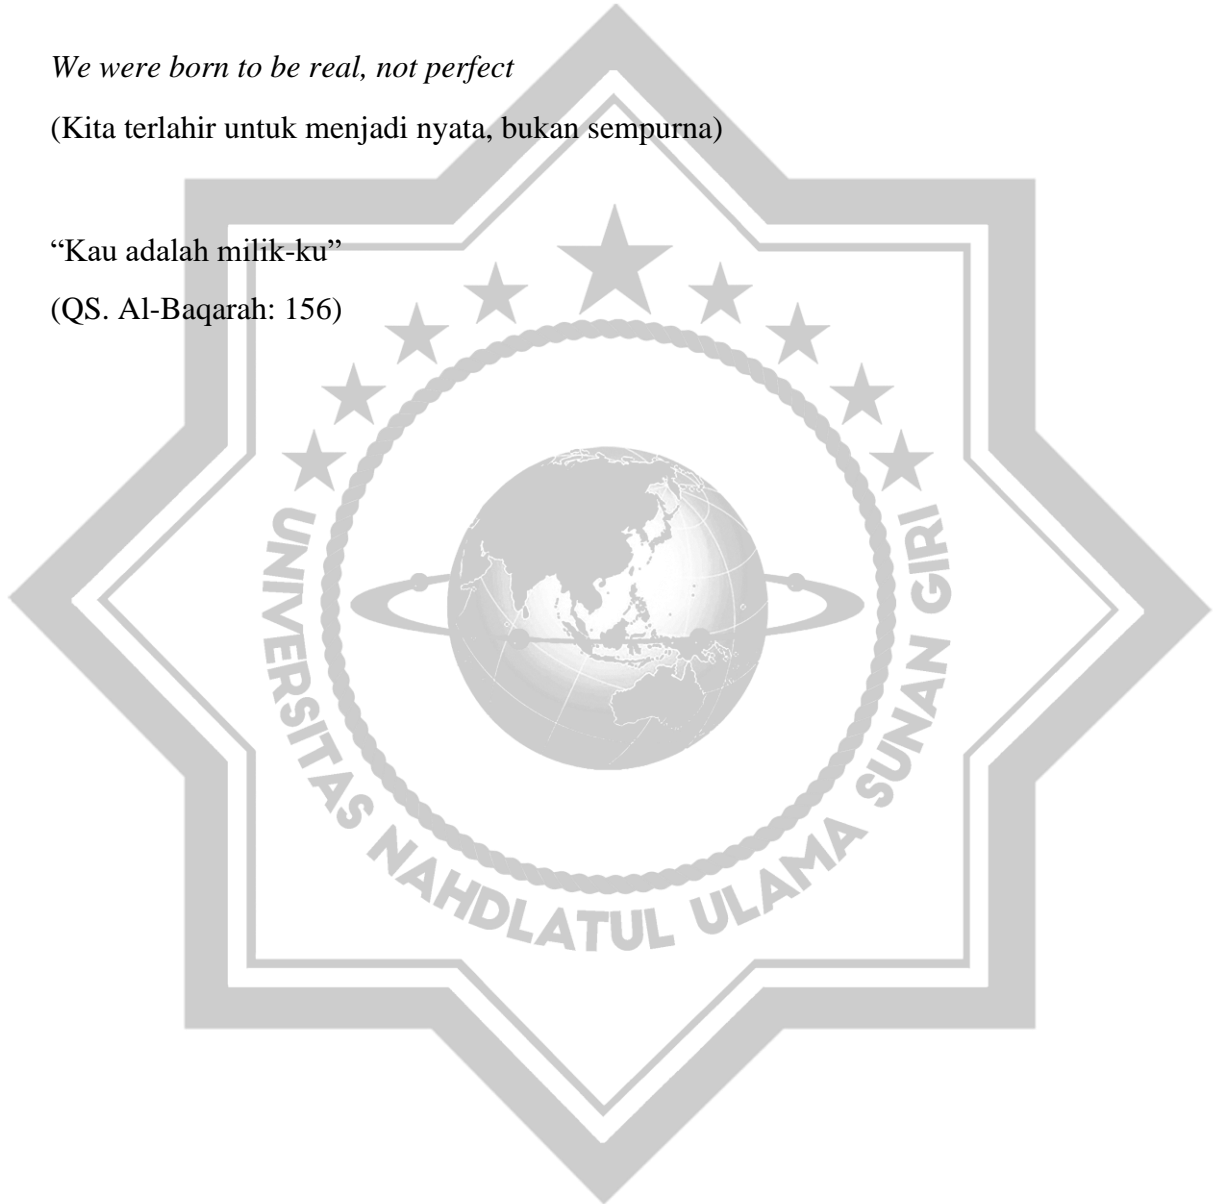 We were born to be real, not perfect
(Kita terlahir untuk menjadi nyata, bukan sempurna)
“Kau adalah milik-ku”
(QS. Al-Baqarah: 156)
UNIVERSITAS NAHDLATUL ULAMA SUNAN GIRI